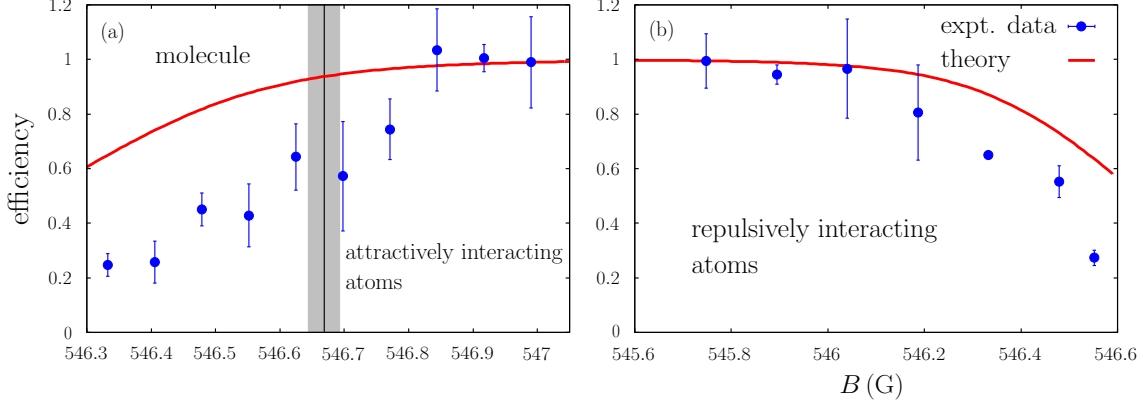 efficiency
1.2
1
0.8
0.6
0.4
0.2
0
(a)
molecule
attractively interacting
atoms
546.3 546.4 546.5 546.6 546.7 546.8 546.9 547
1.2
1
0.8
0.6
0.4
0.2
0
(b)
expt. data
theory
repulsively interacting
atoms
545.6 545.8 546 546.2 546.4 546.6
B (G)